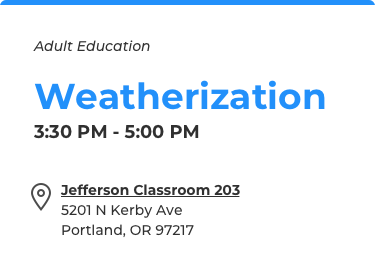 Adult Education
Weatherization
3:30 PM - 5:00 PM
Jefferson Classroom 203
5201 N Kerby Ave
Portland, OR 97217